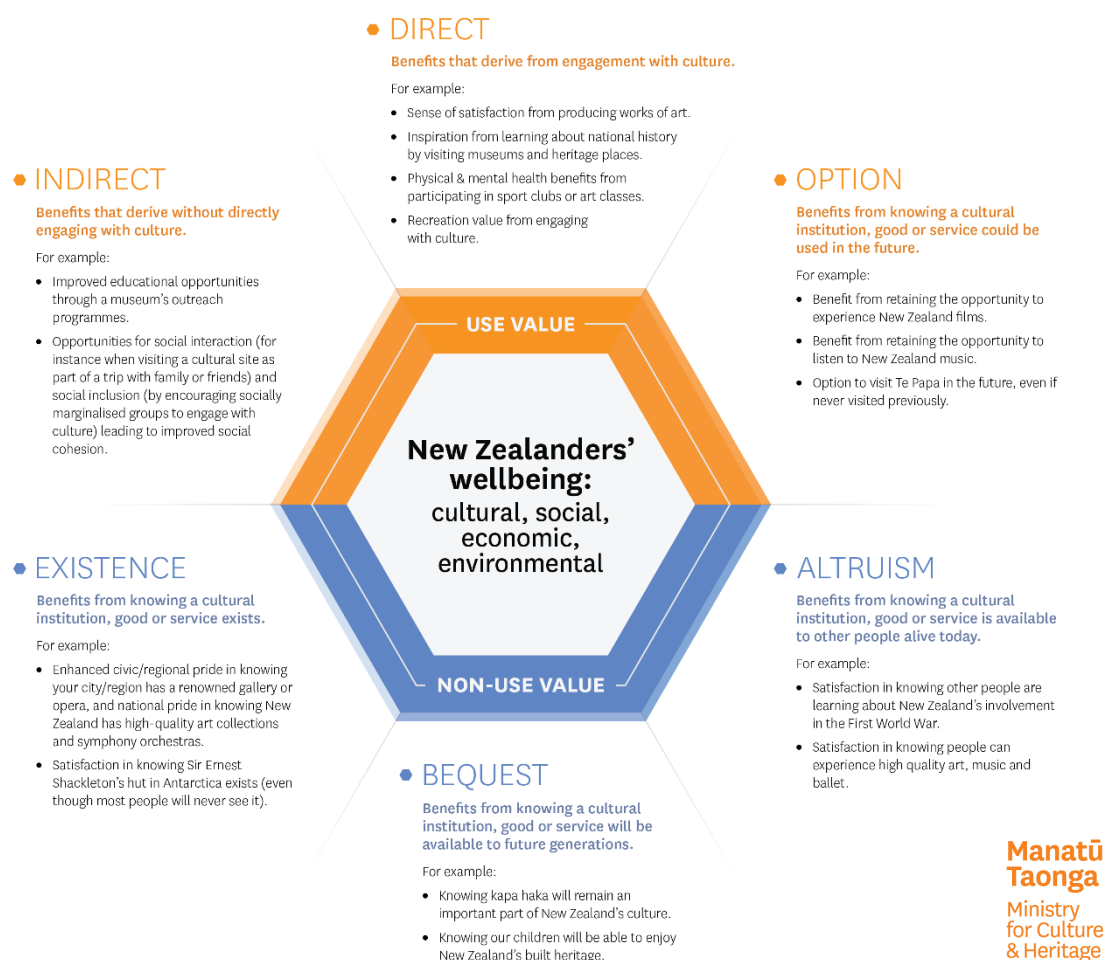 DIRECT
Benefits that derive from engagement with culture.
For example:
• Sense of satisfaction from producing works of art.
• Inspiration from learning about national history
by visiting museums and heritage places.
• Physical & mental health benefits from
participating in sport clubs or art classes.
• Recreation value from engaging
with culture.
INDIRECT
Benefits that derive without directly
engaging with culture.
For example:
• Improved educational opportunities
through a museum's outreach
programmes.
• Opportunities for social interaction (for
instance when visiting a cultural site as
part of a trip with family or friends) and
social inclusion (by encouraging socially
marginalised groups to engage with
culture) leading to improved social
cohesion.
OPTION
Benefits from knowing a cultural
institution, good or service could be
used in the future.
For example:
• Benefit from retaining the opportunity to
experience New Zealand films.
• Benefit from retaining the opportunity to
listen to New Zealand music.
• Option to visit Te Papa in the future, even if
never visited previously.
USE VALUE
New Zealanders’
wellbeing:
cultural, social,
economic,
environmental
NON-USE VALUE
EXISTENCE
Benefits from knowing a cultural
institution, good or service exists.
For example:
• Enhanced civic/regional pride in knowing
your city/region has a renowned gallery or
opera, and national pride in knowing New
Zealand has high-quality art collections
and symphony orchestras.
• Satisfaction in knowing Sir Ernest
Shackleton’s hut in Antarctica exists (even
though most people will never see it).
ALTRUISM
Benefits from knowing a cultural
institution, good or service is available
to other people alive today.
For example:
• Satisfaction in knowing other people are
learning about New Zealand’s involvement
in the First World War.
• Satisfaction in knowing people can
experience high quality art, music and
ballet.
BEQUEST
Benefits from knowing a cultural
institution, good or service will be
available to future generations.
For example:
• Knowing kapa haka will remain an
important part of New Zealand’s culture.
• Knowing our children will be able to enjoy
New Zealand’s built heritage.
Manatū
Taonga
Ministry
for Culture
& Heritage